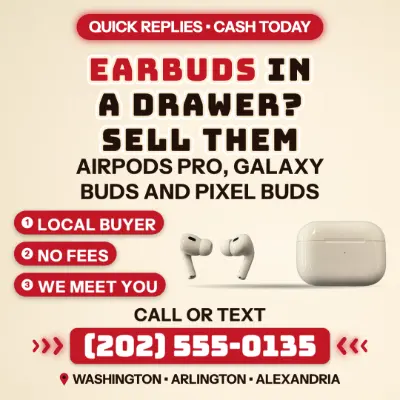 QUICK REPLIES • CASH TODAY
EARBUDS IN
A DRAWER?
SELL THEM
AIRPODS PRO, GALAXY
BUDS AND PIXEL BUDS
1 LOCAL BUYER
2 NO FEES
3 WE MEET YOU
CALL OR TEXT
››› (202) 555-0135 ‹‹‹
WASHINGTON • ARLINGTON • ALEXANDRIA